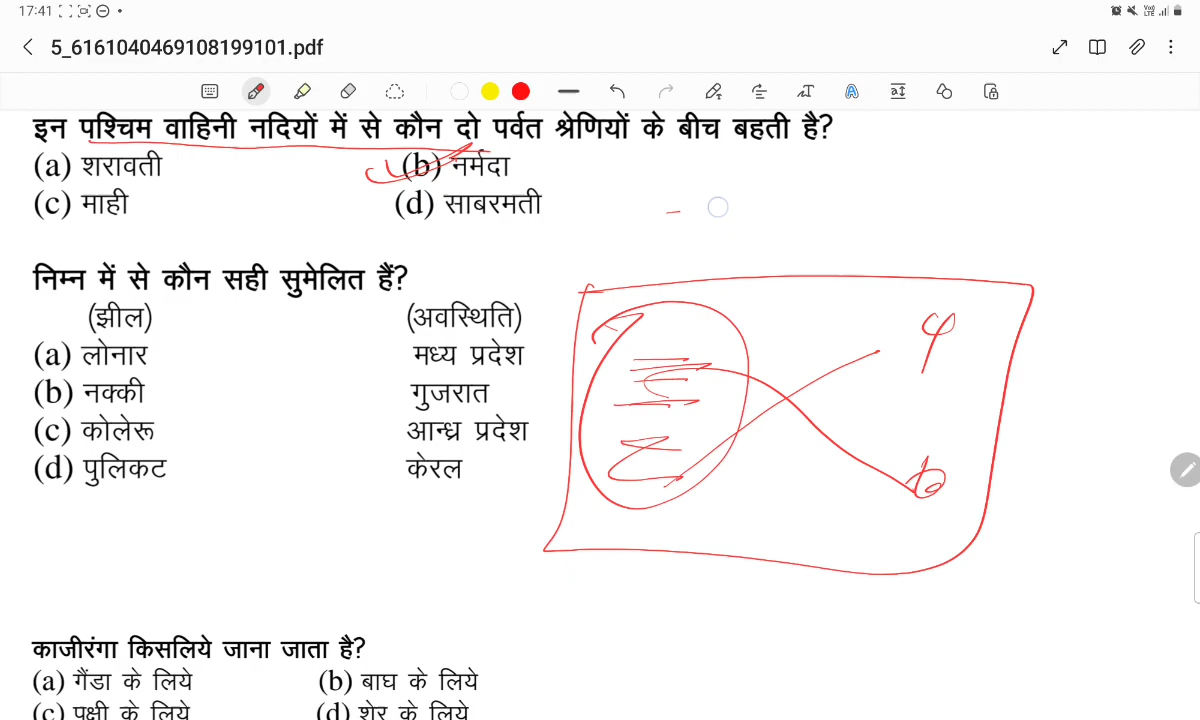 17:41
5_6161040469108199101.pdf
इन पश्चिम वाहिनी नदियों में से कौन दो पर्वत श्रेणियों के बीच बहती है?
(a) शरावती (b) नर्मदा
(c) माही (d) साबरमती
निम्न में से कौन सही सुमेलित हैं?
(झील) (अवस्थिति)
(a) लोनार मध्य प्रदेश
(b) नक्की गुजरात
(c) कोलेरू आन्ध्र प्रदेश
(d) पुलिकट केरल
काजीरंगा किसलिये जाना जाता है?
(a) गैंडा के लिये (b) बाघ के लिये
(c) पक्षी के लिये (d) शेर के लिये